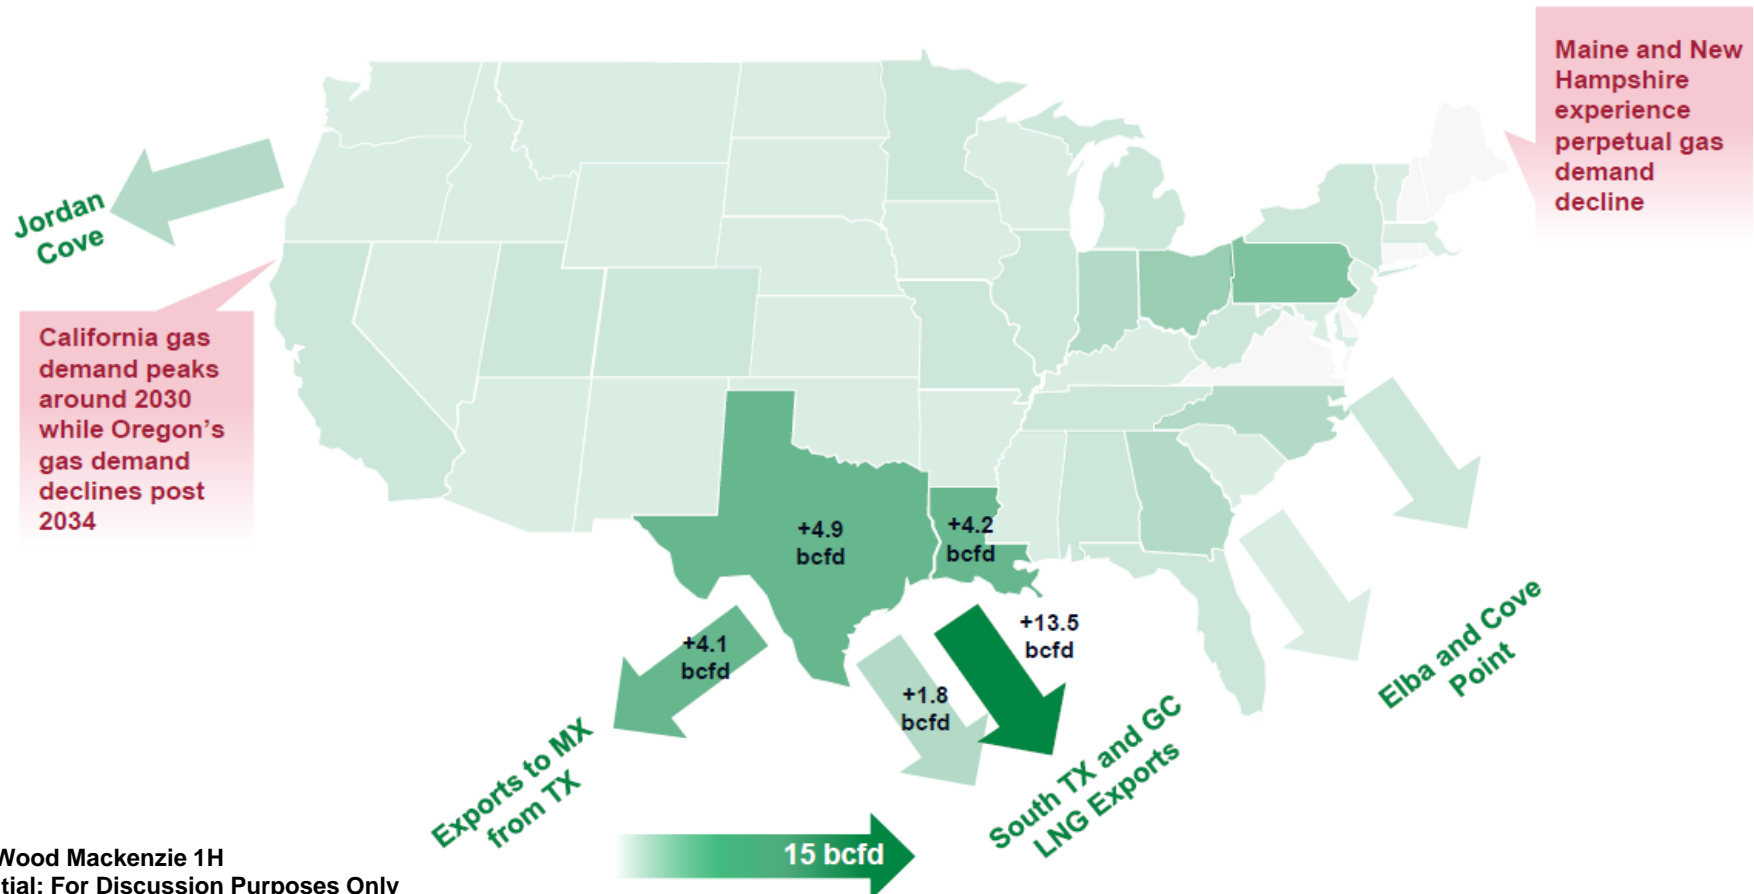 Maine and New
Hampshire
experience
perpetual gas
demand
decline
Jordan
Cove
California gas
demand peaks
around 2030
while Oregon's
gas demand
declines post
2034
+4.9
bcfd
+4.2
bcfd
+4.1
bcfd
+1.8
bcfd
+13.5
bcfd
Elba and Cove
Point
Exports to MX
from TX
South TX and GC
LNG Exports
15 bcfd
Wood Mackenzie 1H
tial: For Discussion Purposes Only